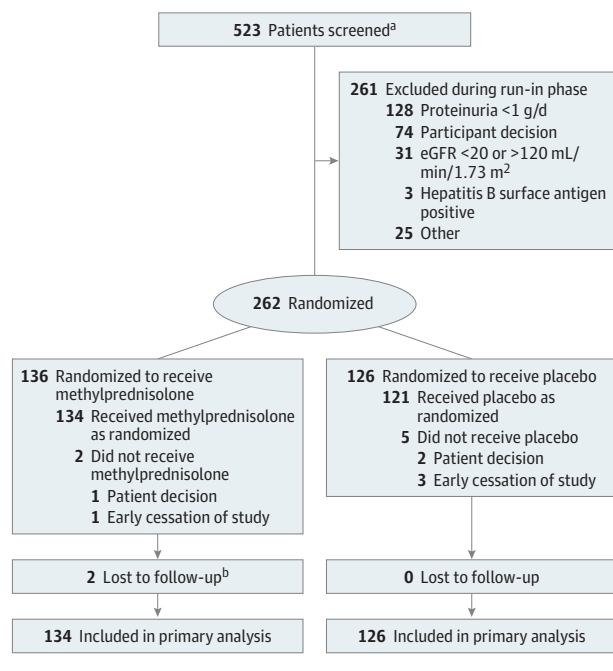 523 Patients screenedᵃ
261 Excluded during run-in phase
128 Proteinuria <1 g/d
74 Participant decision
31 eGFR <20 or >120 mL/
min/1.73 m²
3 Hepatitis B surface antigen
positive
25 Other
262 Randomized
136 Randomized to receive
methylprednisolone
134 Received methylprednisolone
as randomized
2 Did not receive
methylprednisolone
1 Patient decision
1 Early cessation of study
126 Randomized to receive placebo
121 Received placebo as
randomized
5 Did not receive placebo
2 Patient decision
3 Early cessation of study
2 Lost to follow-upᵇ
0 Lost to follow-up
134 Included in primary analysis
126 Included in primary analysis